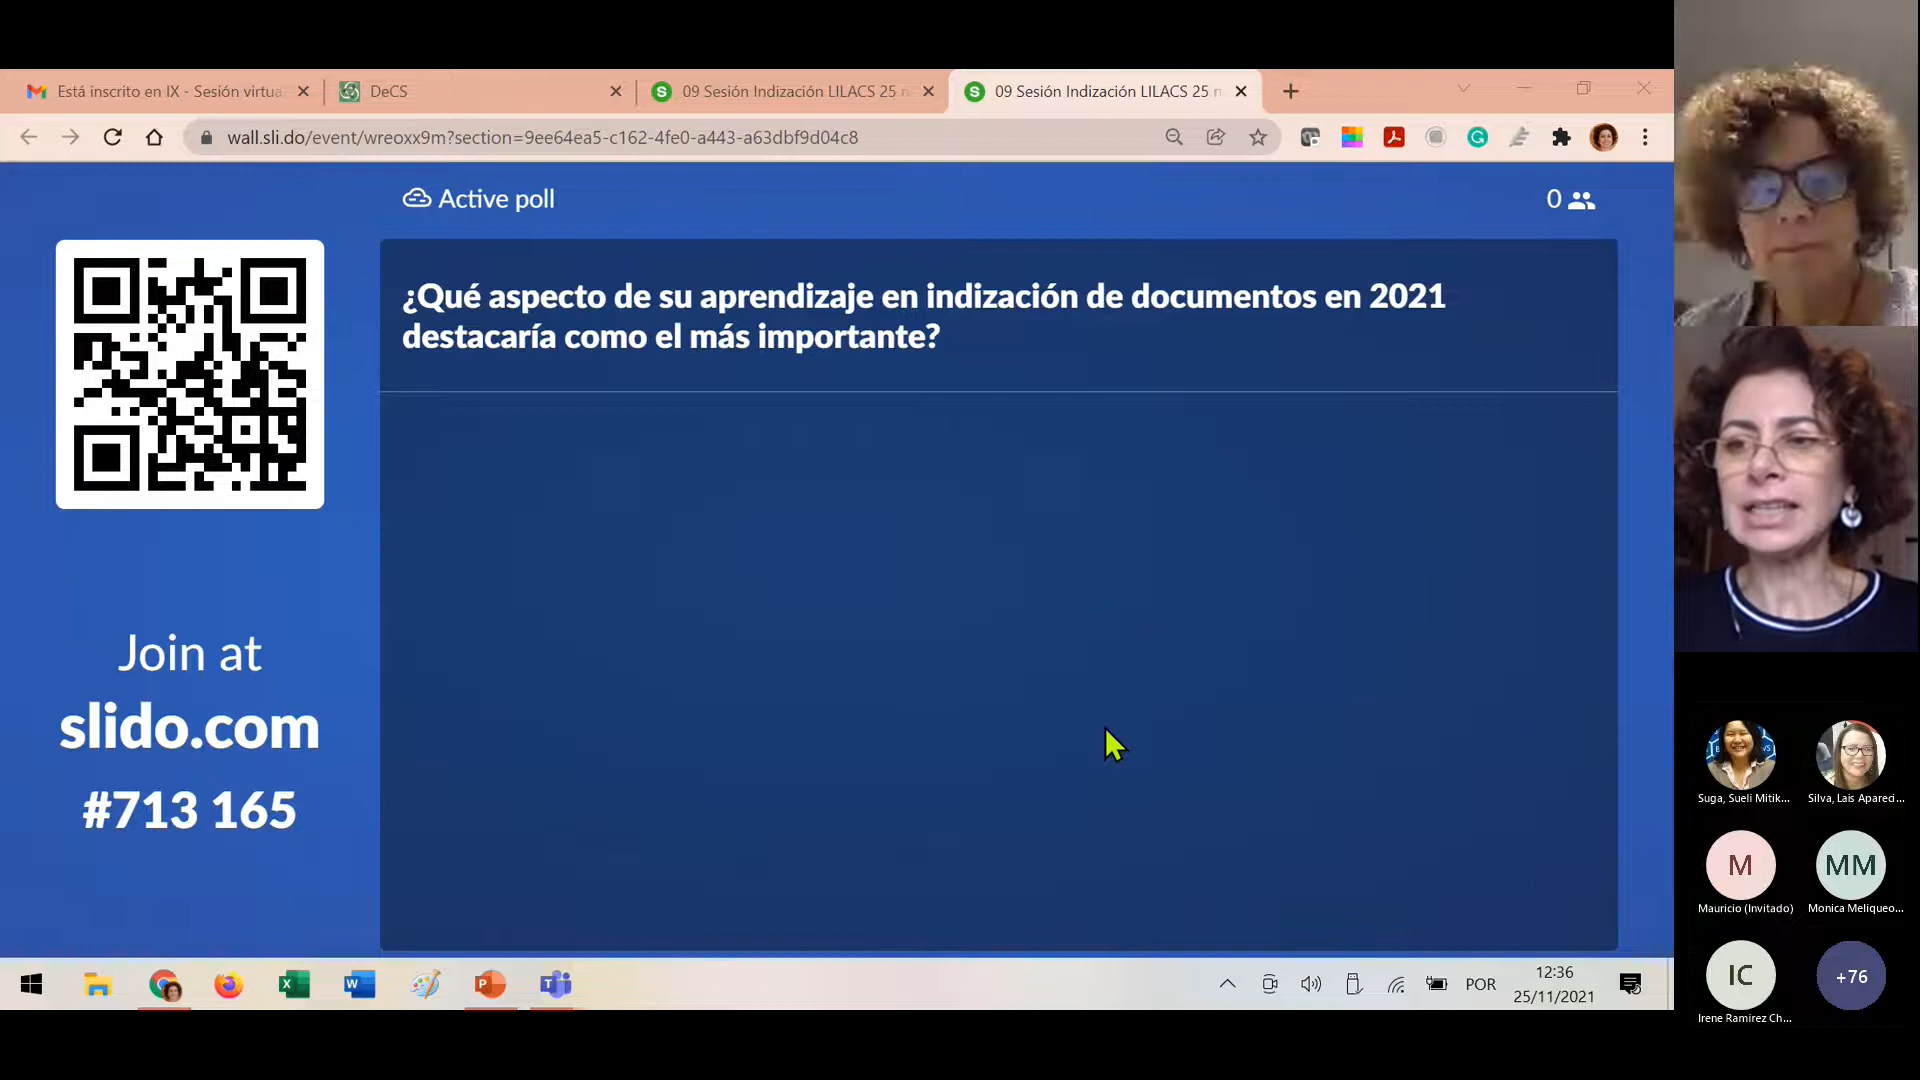 Está inscrito en IX - Sesión virtua
DeCS
09 Sesión Indización LILACS 25 n
09 Sesión Indización LILACS 25 n
wall.sli.do/event/wreoxx9m?section=9ee64ea5-c162-4fe0-a443-a63dbf9d04c8
Active poll
0
¿Qué aspecto de su aprendizaje en indización de documentos en 2021
destacaría como el más importante?
Join at
slido.com
#713 165
Suga, Sueli Mitik...
Silva, Lais Apareci...
M
MM
Mauricio (Invitado)
Monica Meliqueo...
IC
+76
Irene Ramirez Ch...
POR
12:36
25/11/2021